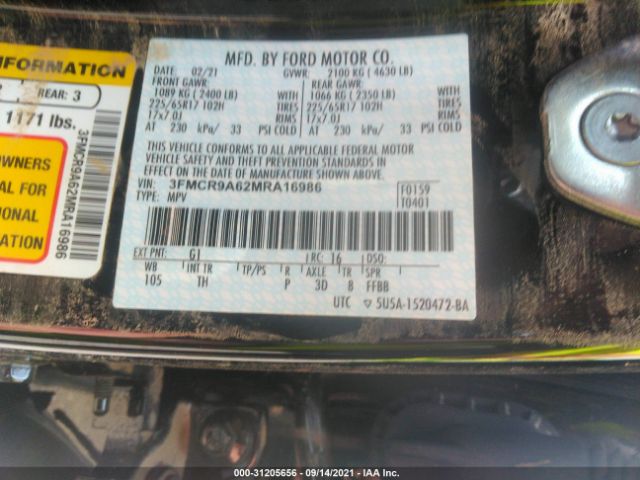 INFORMATION
REAR: 3
1171 lbs.
OWNERS
AL FOR
IONAL
ATION
3FMCR9A62MRA16986
MFD. BY FORD MOTOR CO.
DATE: 02/21 GVWR: 2100 KG ( 4630 LB)
FRONT GAWR: REAR GAWR:
1089 KG ( 2400 LB) WITH 1066 KG ( 2350 LB) WITH
225/65R17 102H TIRES 225/65R17 102H TIRES
17x7.0J RIMS 17x7.0J RIMS
AT 230 kPa/ 33 PSI COLD AT 230 kPa/ 33 PSI COLD
THIS VEHICLE CONFORMS TO ALL APPLICABLE FEDERAL MOTOR
VEHICLE SAFETY AND THEFT PREVENTION STANDARDS IN
EFFECT ON THE DATE OF MANUFACTURE SHOWN ABOVE.
VIN: 3FMCR9A62MRA16986 F0159
TYPE: MPV T0401
EXT PNT: G1 RC: 16 DSO:
WB INT TR TP/PS R AXLE TR SPR
105 TH P 3D 8 FFBB
UTC ▽ 5U5A-1520472-BA
000-31205656 - 09/14/2021 - IAA Inc.